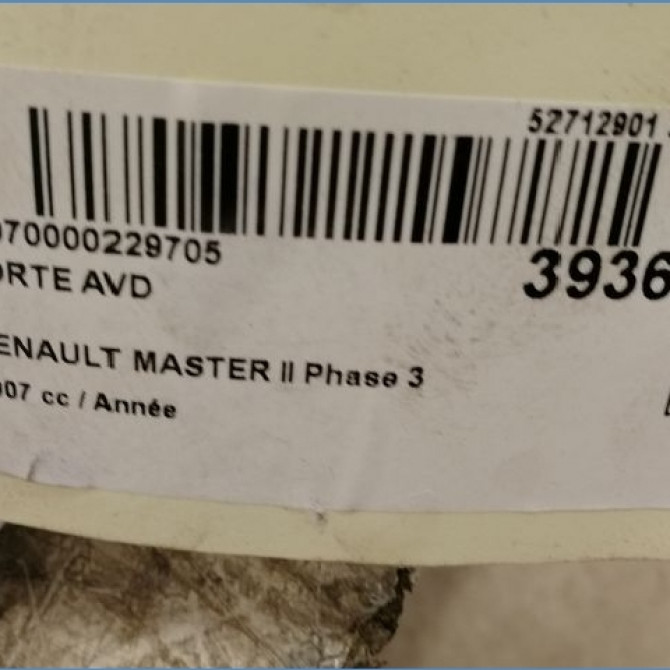 52712901
070000229705
3936
ORTE AVD
ENAULT MASTER II Phase 3
007 cc / Année